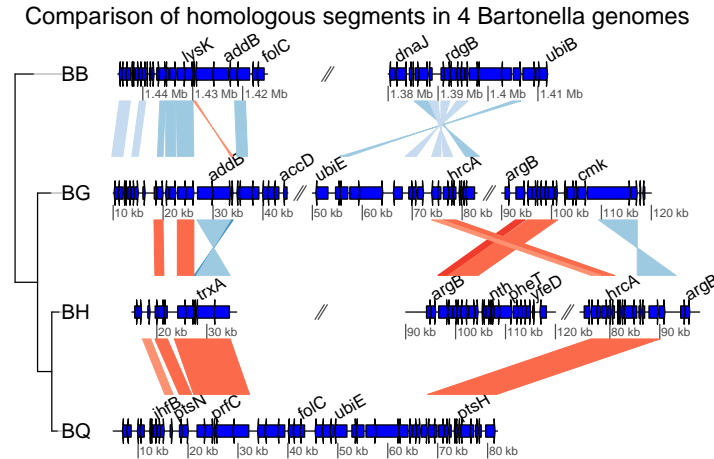 Comparison of homologous segments in 4 Bartonella genomes
lysK addB folC dnaJ rdgB ubiB
BB //
1.44 Mb 1.43 Mb 1.42 Mb 1.38 Mb 1.39 Mb 1.4 Mb 1.41 Mb
addB accD ubiE hrcA argB cmk
BG // //
10 kb 20 kb 30 kb 40 kb 50 kb 60 kb 70 kb 80 kb 90 kb 100 kb 110 kb 120 kb
trxA argB nth pheT yfeD hrcA argB
BH // //
20 kb 30 kb 90 kb 100 kb 110 kb 120 kb 80 kb 90 kb
ihfB ptsN prfC folC ubiE ptsH
BQ
10 kb 20 kb 30 kb 40 kb 50 kb 60 kb 70 kb 80 kb